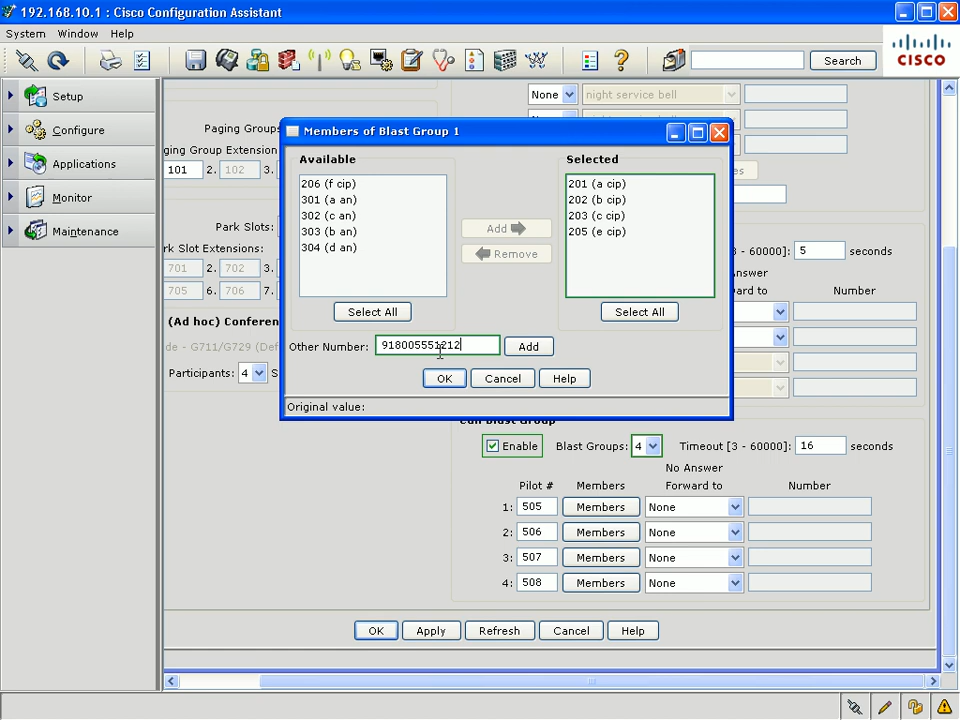 192.168.10.1 : Cisco Configuration Assistant
System Window Help
Search
CISCO
Setup
Configure
Applications
Monitor
Maintenance
None night service bell
Paging Groups
ging Group Extension
101 2. 102 3.
Park Slots:
rk Slot Extensions:
701 2. 702 3.
705 6. 706 7.
(Ad hoc) Conferen
de - G711/G729 (Def
Participants: 4 S
Members of Blast Group 1
Available Selected
206 (f cip)
301 (a an)
302 (c an)
303 (b an)
304 (d an)
Add
Remove
201 (a cip)
202 (b cip)
203 (c cip)
205 (e cip)
Select All Select All
Other Number: 918005551212 Add
OK Cancel Help
Original value:
[3 - 60000]: 5 seconds
Number
Enable Blast Groups: 4 Timeout [3 - 60000]: 16 seconds
No Answer
Pilot # Members Forward to Number
1: 505 Members None
2: 506 Members None
3: 507 Members None
4: 508 Members None
OK Apply Refresh Cancel Help